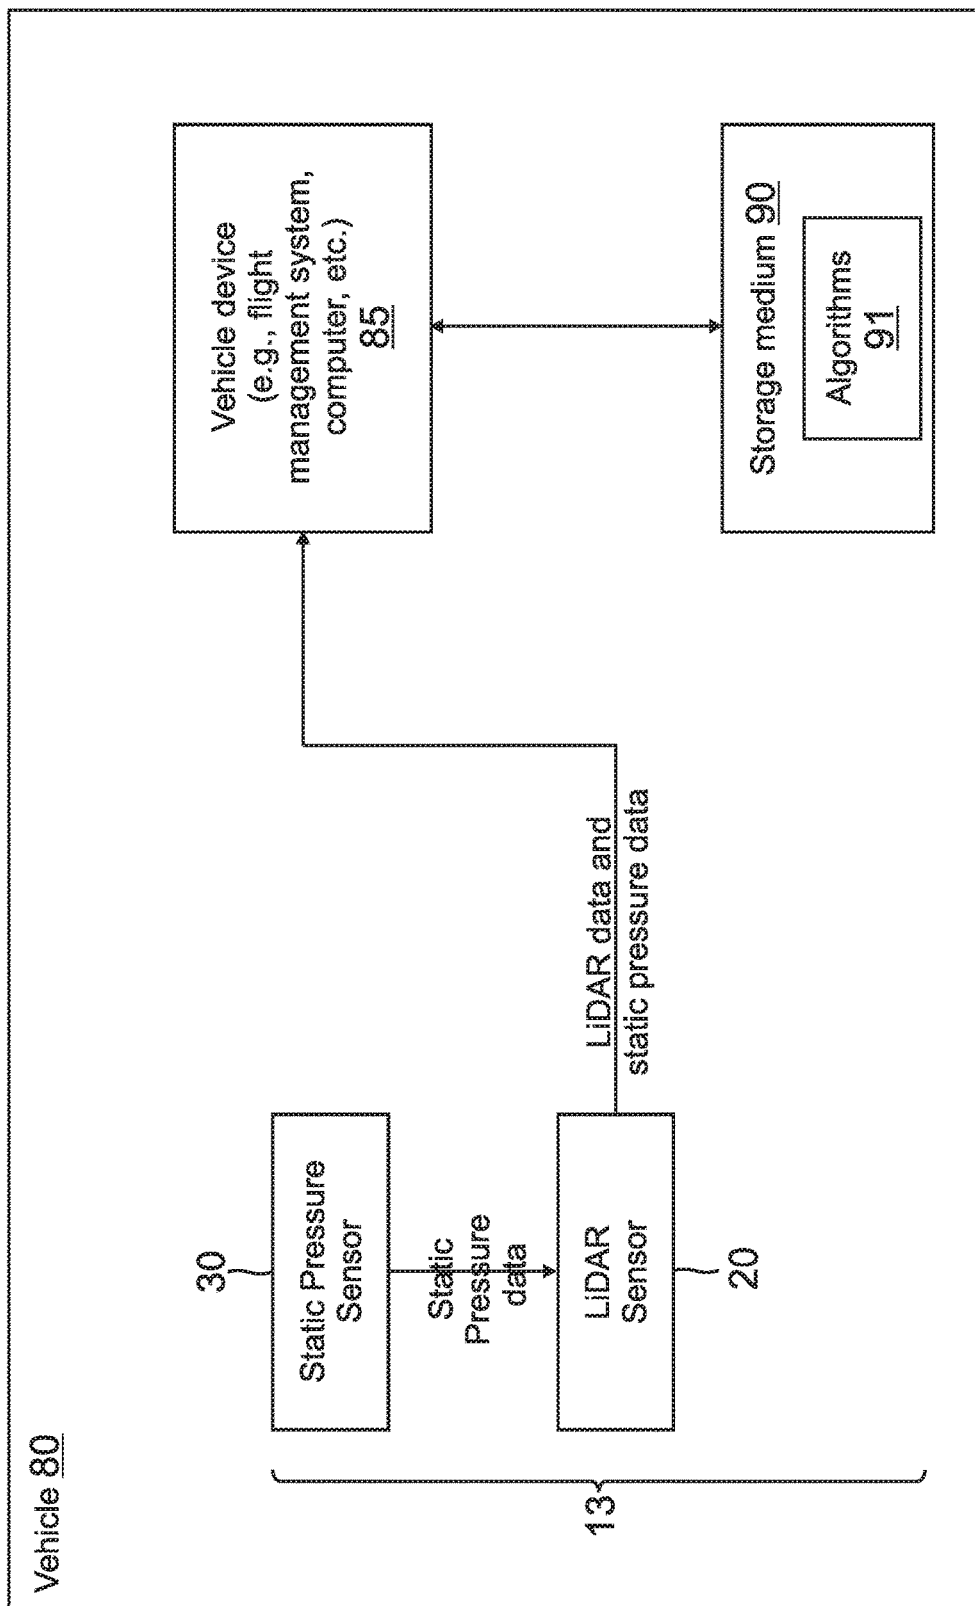 Vehicle 80
30
Static Pressure
Sensor
Static
Pressure
data
LiDAR
Sensor
20
13
LiDAR data and
static pressure data
Vehicle device
(e.g., flight
management system,
computer, etc.)
85
Storage medium 90
Algorithms
91